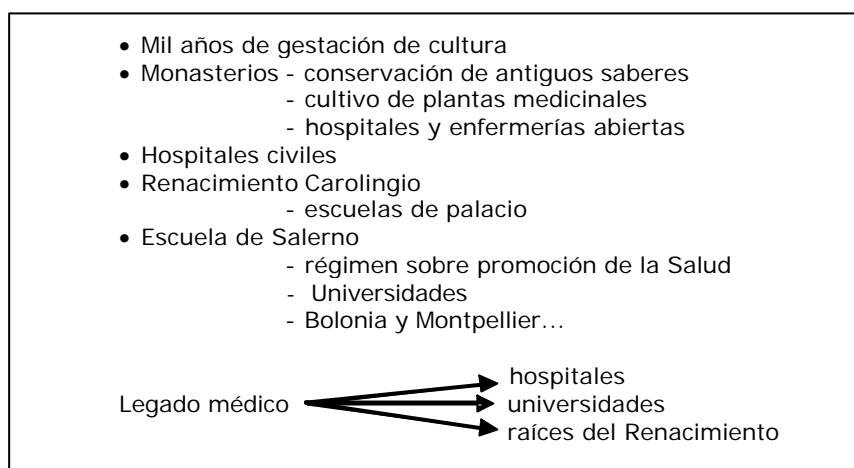 • Mil años de gestación de cultura
• Monasterios - conservación de antiguos saberes
- cultivo de plantas medicinales
- hospitales y enfermerías abiertas
• Hospitales civiles
• Renacimiento Carolingio
- escuelas de palacio
• Escuela de Salerno
- régimen sobre promoción de la Salud
- Universidades
- Bolonia y Montpellier...
hospitales
Legado médico universidades
raíces del Renacimiento